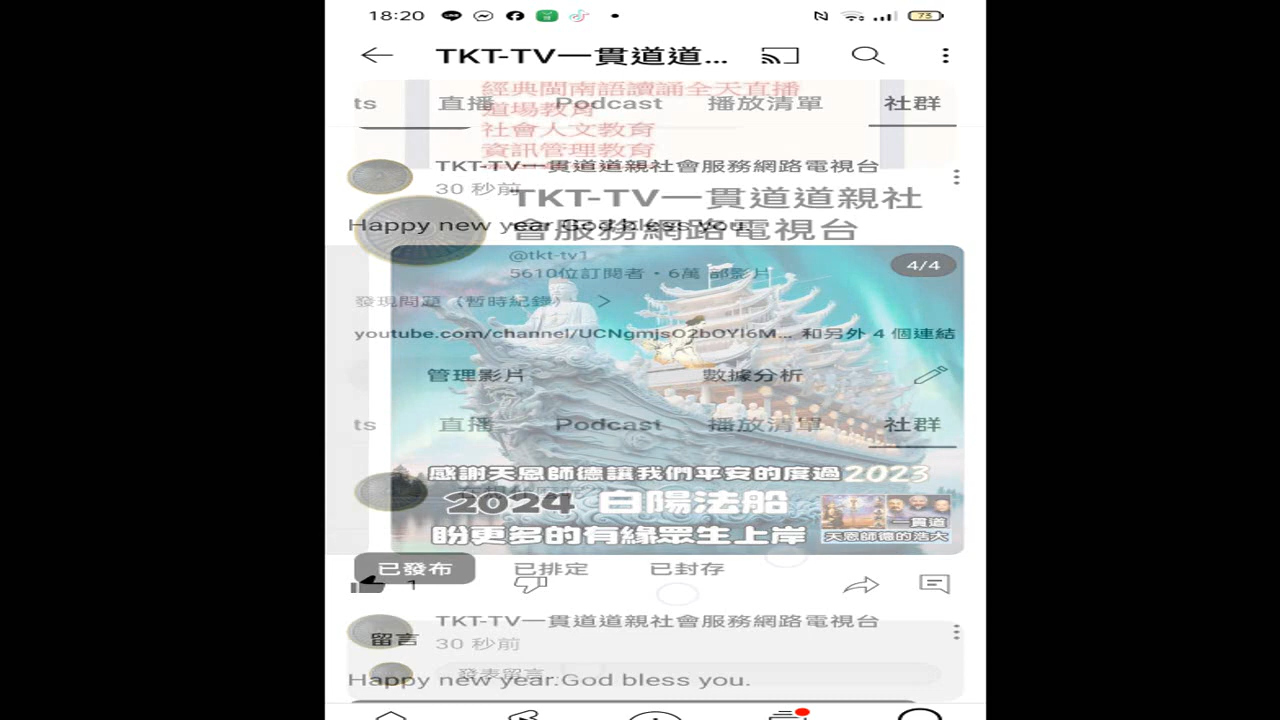 18:20
73
TKT-TV一貫道道...
經典閩南語讀誦全天直播
ts 直播 Podcast 播放清單 社群
道場教育
社會人文教育
資訊管理教育
TKT-TV一貫道道親社會服務網路電視台
30 秒前
TKT-TV一貫道道親社
會服務網路電視台
Happy new year.God bless you.
@tkt-tv1
4/4
5610位訂閱者・6萬 部影片
發現問題（暫時紀錄）
youtube.com/channel/UCNgmjsO2bOYl6M... 和另外 4 個連結
管理影片 數據分析
ts 直播 Podcast 播放清單 社群
感謝天恩師德讓我們平安的度過2023
2024 白陽法船
一貫道
盼更多的有緣眾生上岸
天恩師德的浩大
已發布 已排定 已封存
1
TKT-TV一貫道道親社會服務網路電視台
留言
30 秒前
發表留言
Happy new year.God bless you.